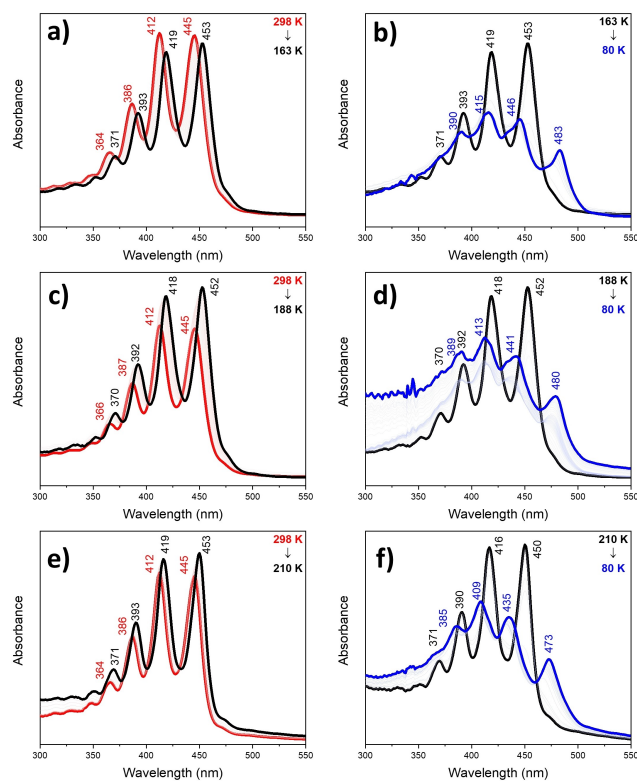 a)
298 K
↓
163 K
412
445
453
419
386
393
364
371
Absorbance
300 350 400 450 500 550
Wavelength (nm)
b)
163 K
↓
80 K
419
453
393
415
446
390
371
483
Absorbance
300 350 400 450 500 550
Wavelength (nm)
c)
298 K
↓
188 K
418
452
412
445
387
392
366
370
Absorbance
300 350 400 450 500 550
Wavelength (nm)
d)
188 K
↓
80 K
418
452
413
389
392
441
370
480
Absorbance
300 350 400 450 500 550
Wavelength (nm)
e)
298 K
↓
210 K
419
453
412
445
386
393
364
371
Absorbance
300 350 400 450 500 550
Wavelength (nm)
f)
210 K
↓
80 K
416
450
409
390
385
435
371
473
Absorbance
300 350 400 450 500 550
Wavelength (nm)